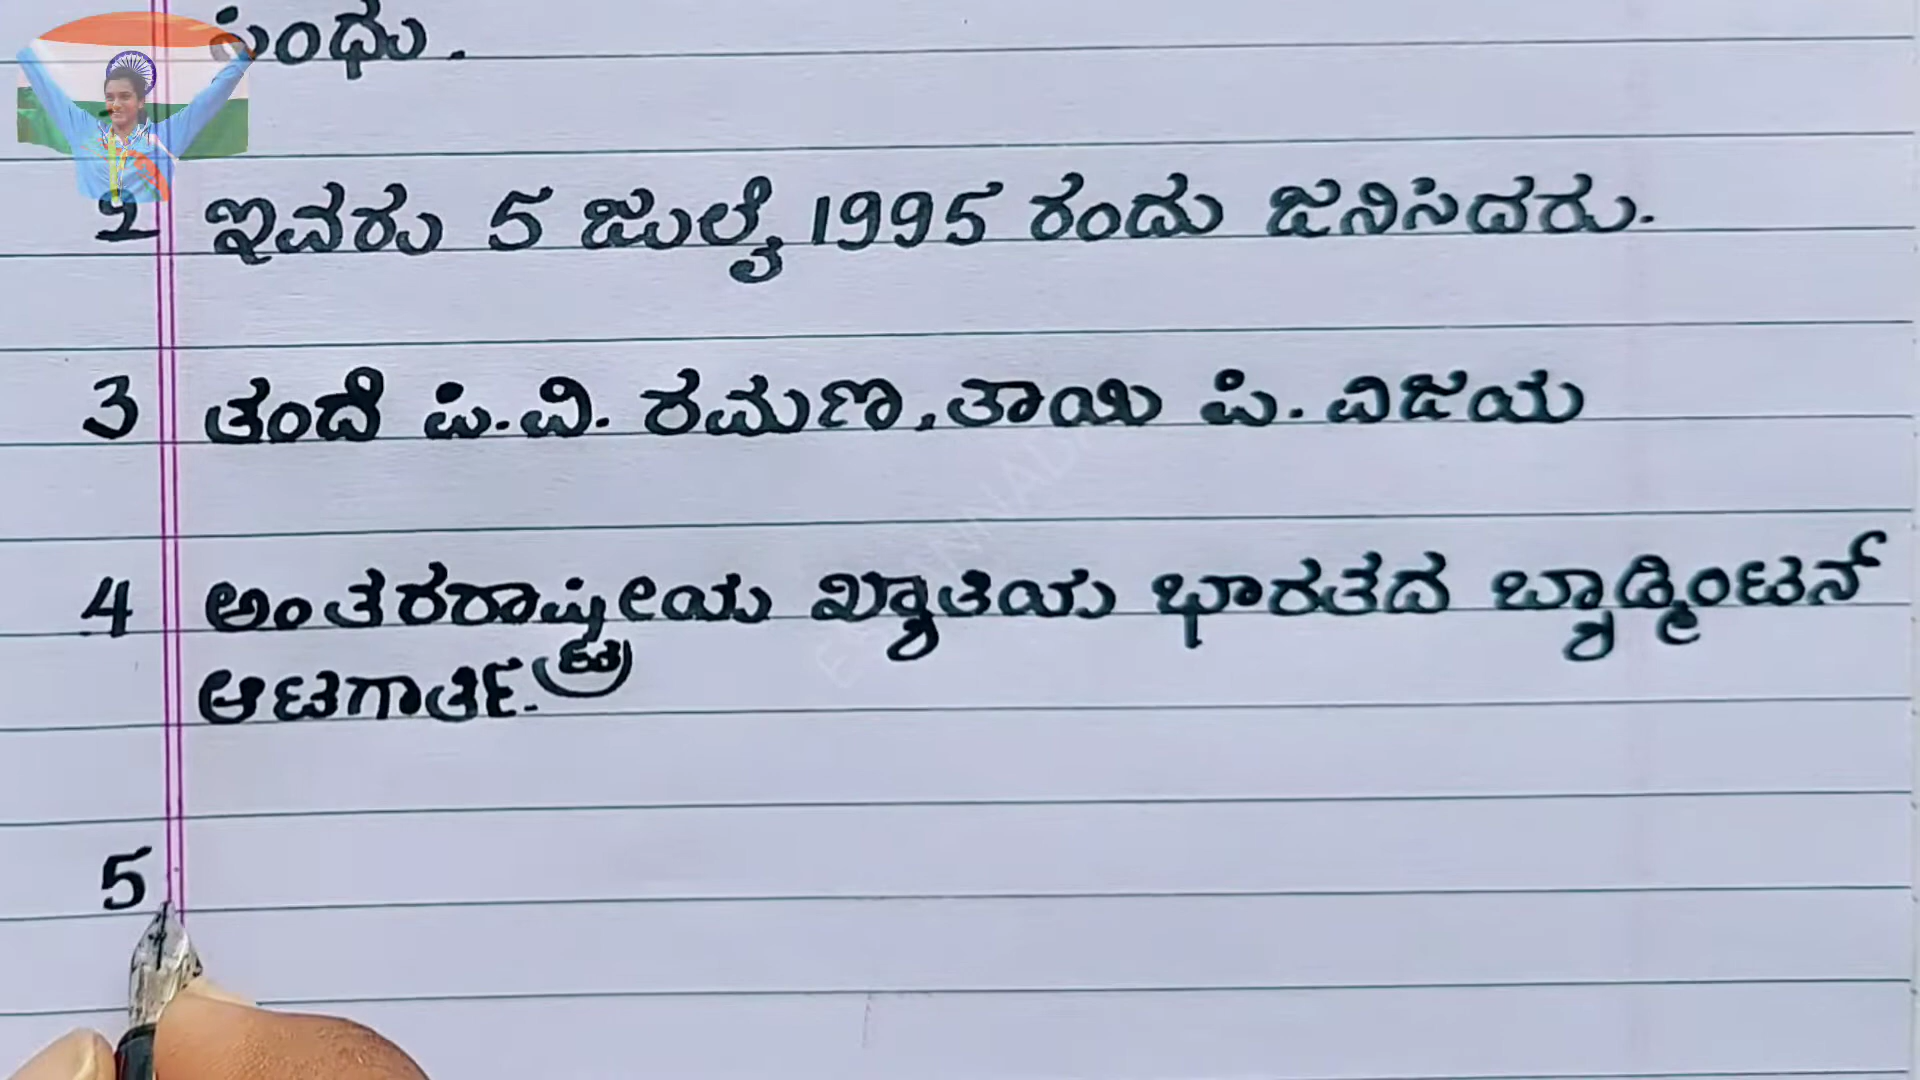 ಸಿಂಧು.
2 ಇವರು 5 ಜುಲೈ 1995 ರಂದು ಜನಿಸಿದರು.
3 ತಂದೆ ಪಿ.ವಿ. ರಮಣ, ತಾಯಿ ಪಿ. ವಿಜಯ
4 ಅಂತರರಾಷ್ಟ್ರೀಯ ಖ್ಯಾತಿಯ ಭಾರತದ ಬ್ಯಾಡ್ಮಿಂಟನ್
ಆಟಗಾರ್ತಿ.
5